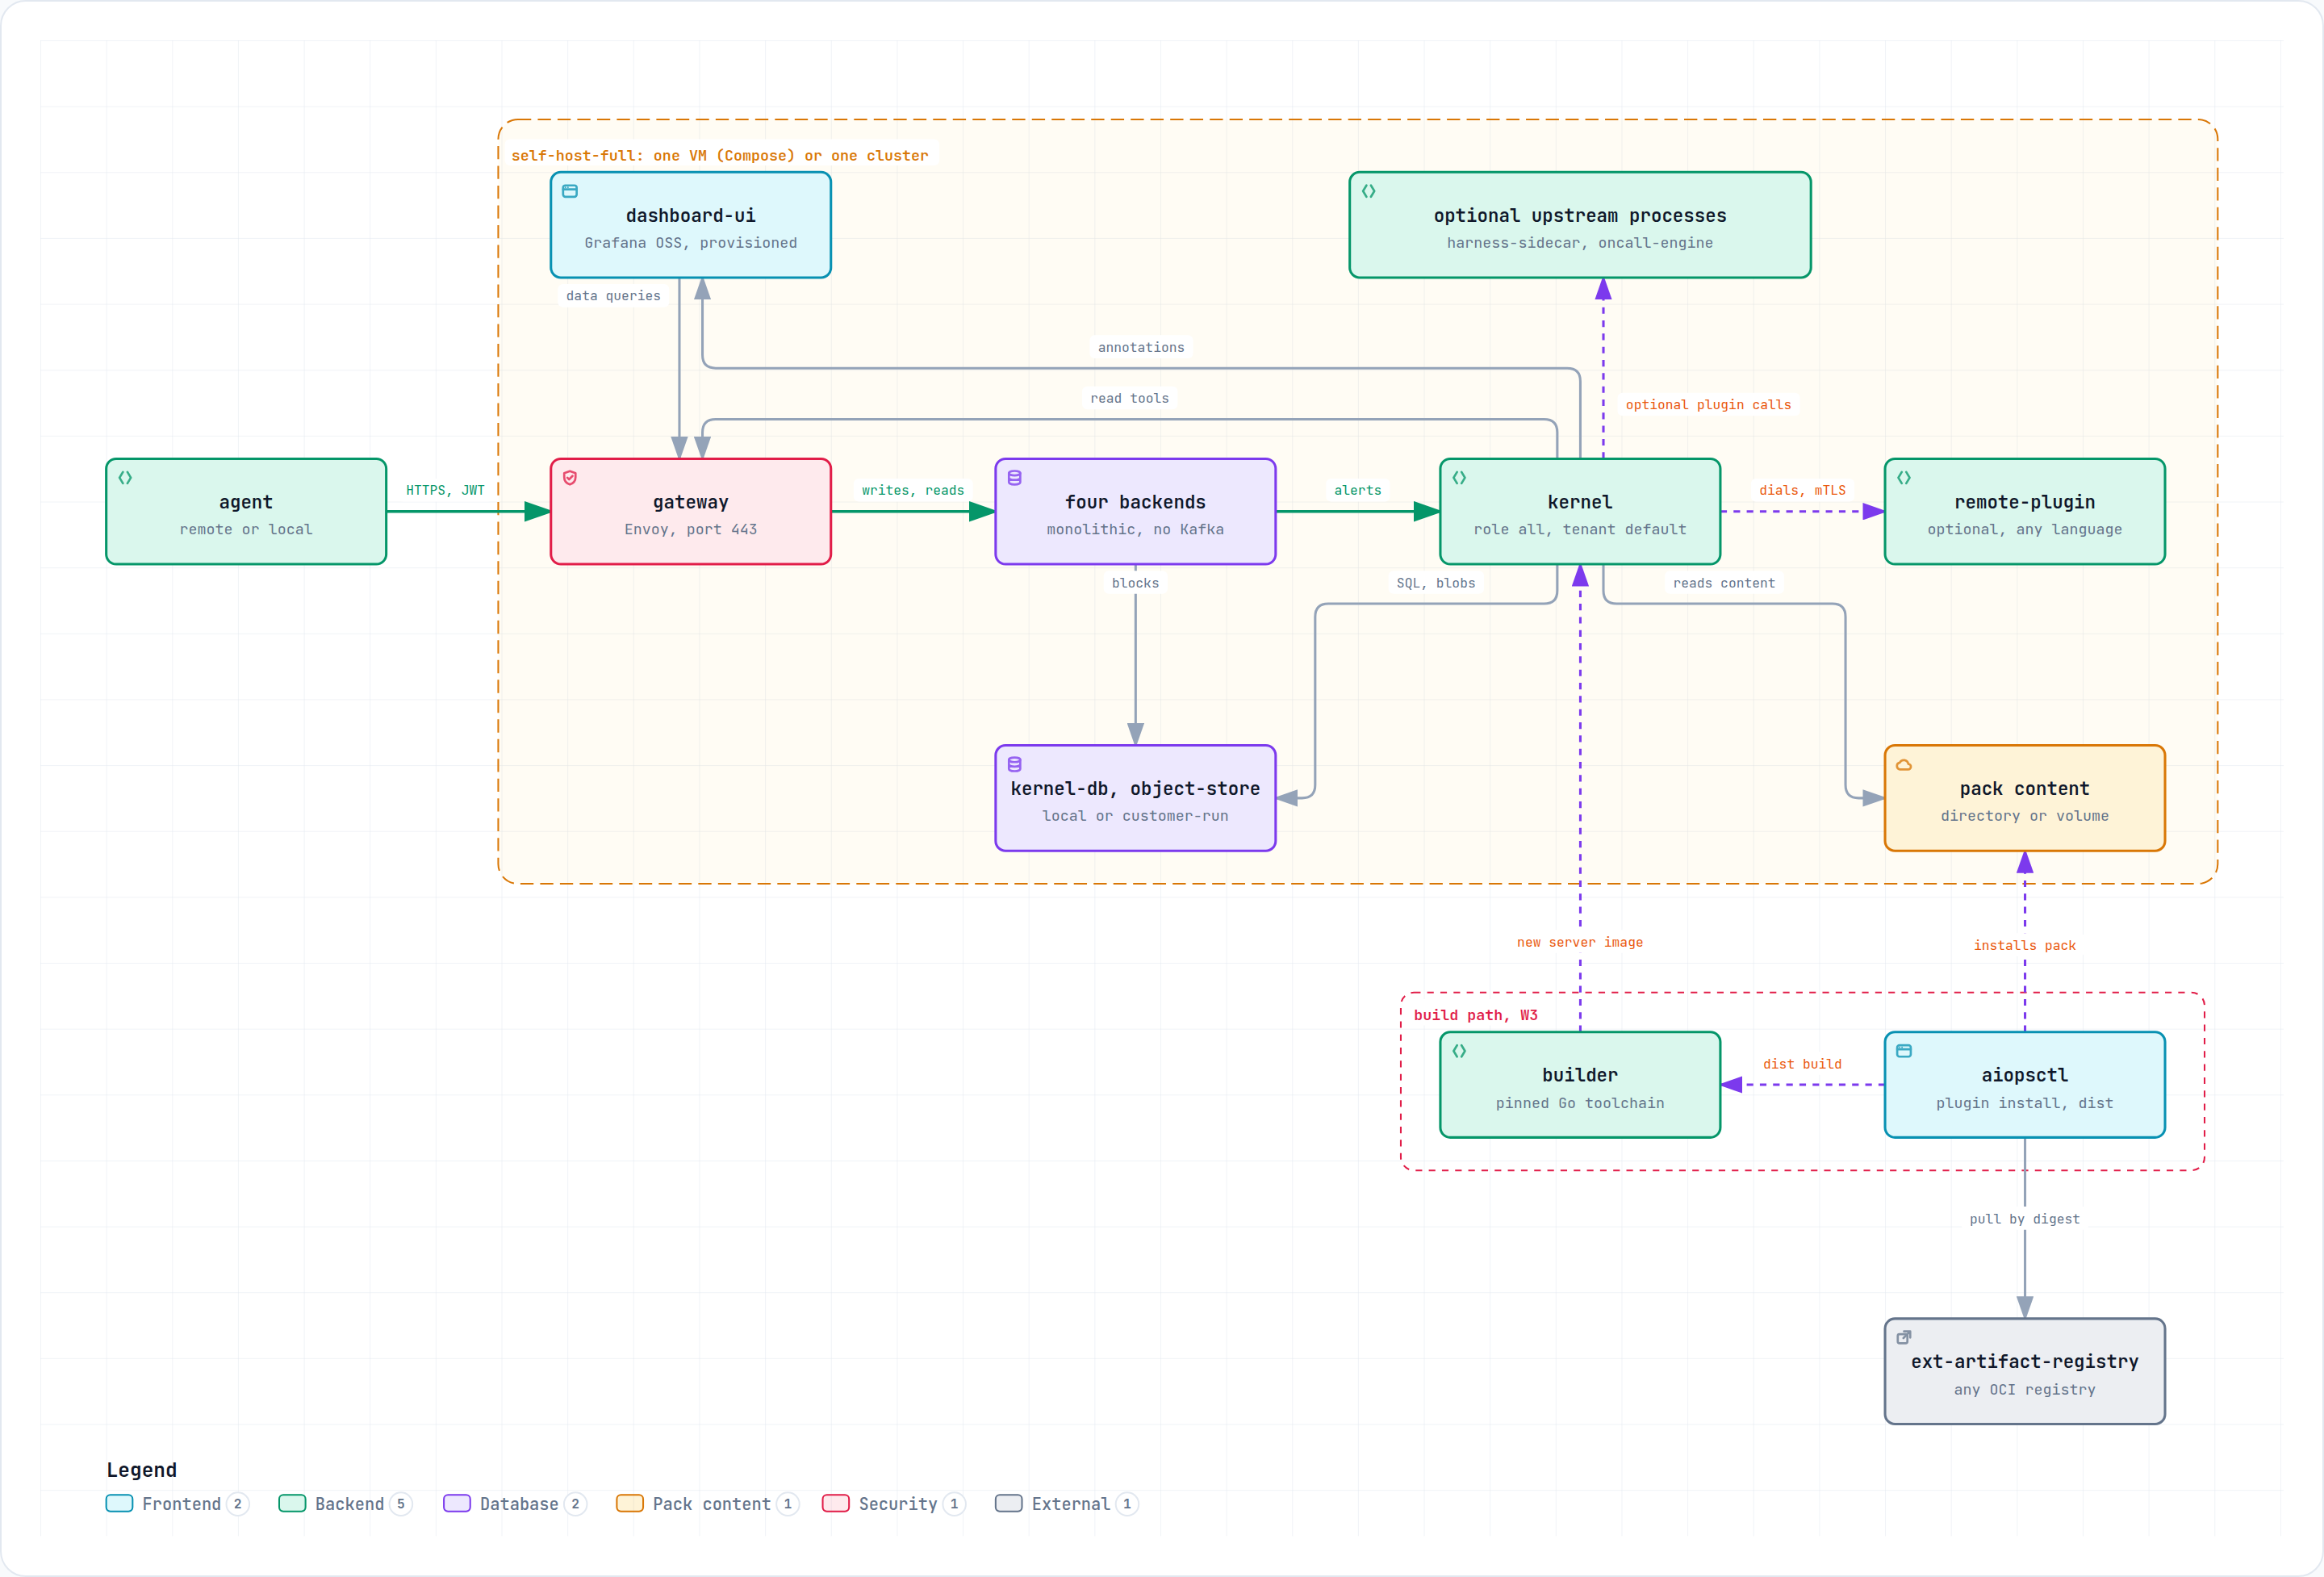 self-host-full: one VM (Compose) or one cluster
dashboard-ui
Grafana OSS, provisioned
optional upstream processes
harness-sidecar, oncall-engine
data queries
annotations
read tools
optional plugin calls
agent
remote or local
HTTPS, JWT
gateway
Envoy, port 443
writes, reads
four backends
monolithic, no Kafka
alerts
kernel
role all, tenant default
dials, mTLS
remote-plugin
optional, any language
blocks
SQL, blobs
reads content
kernel-db, object-store
local or customer-run
pack content
directory or volume
new server image
installs pack
build path, W3
builder
pinned Go toolchain
dist build
aiopsctl
plugin install, dist
pull by digest
ext-artifact-registry
any OCI registry
Legend
Frontend 2
Backend 5
Database 2
Pack content 1
Security 1
External 1